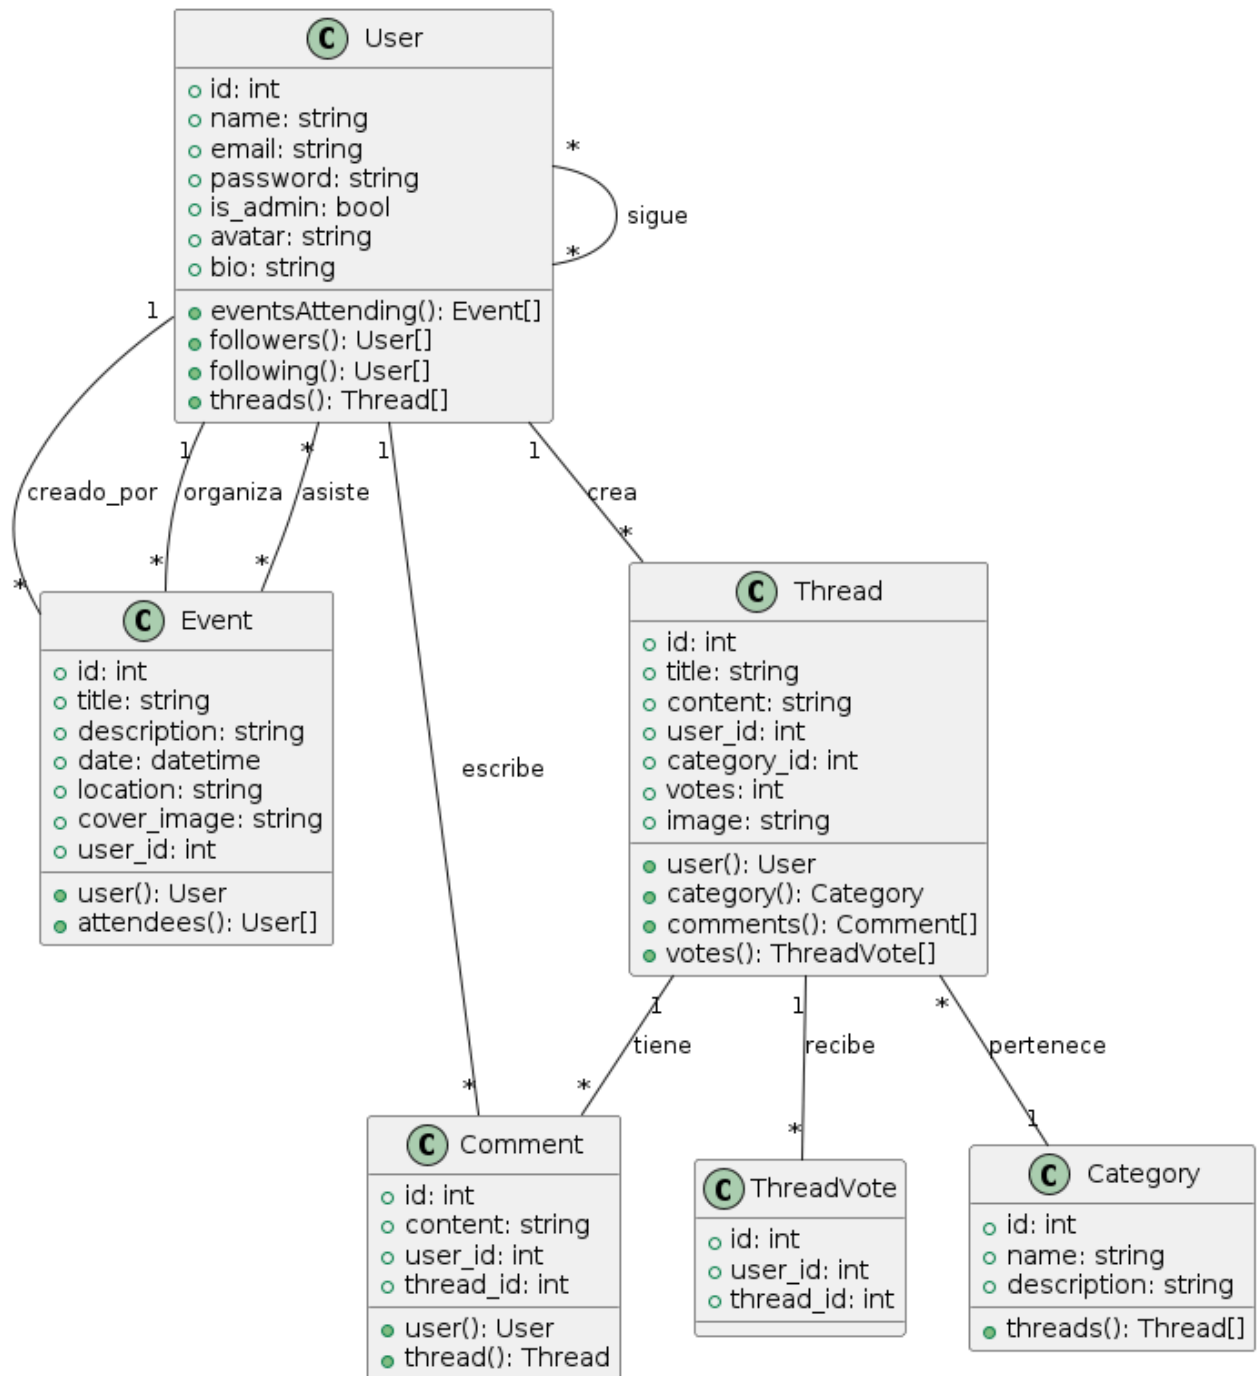 C User
id: int
name: string
email: string
password: string
is_admin: bool
avatar: string
bio: string
eventsAttending(): Event[]
followers(): User[]
following(): User[]
threads(): Thread[]
*
sigue
*
1
creado_por
*
1
organiza
*
*
asiste
*
1
escribe
*
1
crea
*
C Event
id: int
title: string
description: string
date: datetime
location: string
cover_image: string
user_id: int
user(): User
attendees(): User[]
C Thread
id: int
title: string
content: string
user_id: int
category_id: int
votes: int
image: string
user(): User
category(): Category
comments(): Comment[]
votes(): ThreadVote[]
1
tiene
*
1
recibe
*
*
pertenece
1
C Comment
id: int
content: string
user_id: int
thread_id: int
user(): User
thread(): Thread
C ThreadVote
id: int
user_id: int
thread_id: int
C Category
id: int
name: string
description: string
threads(): Thread[]